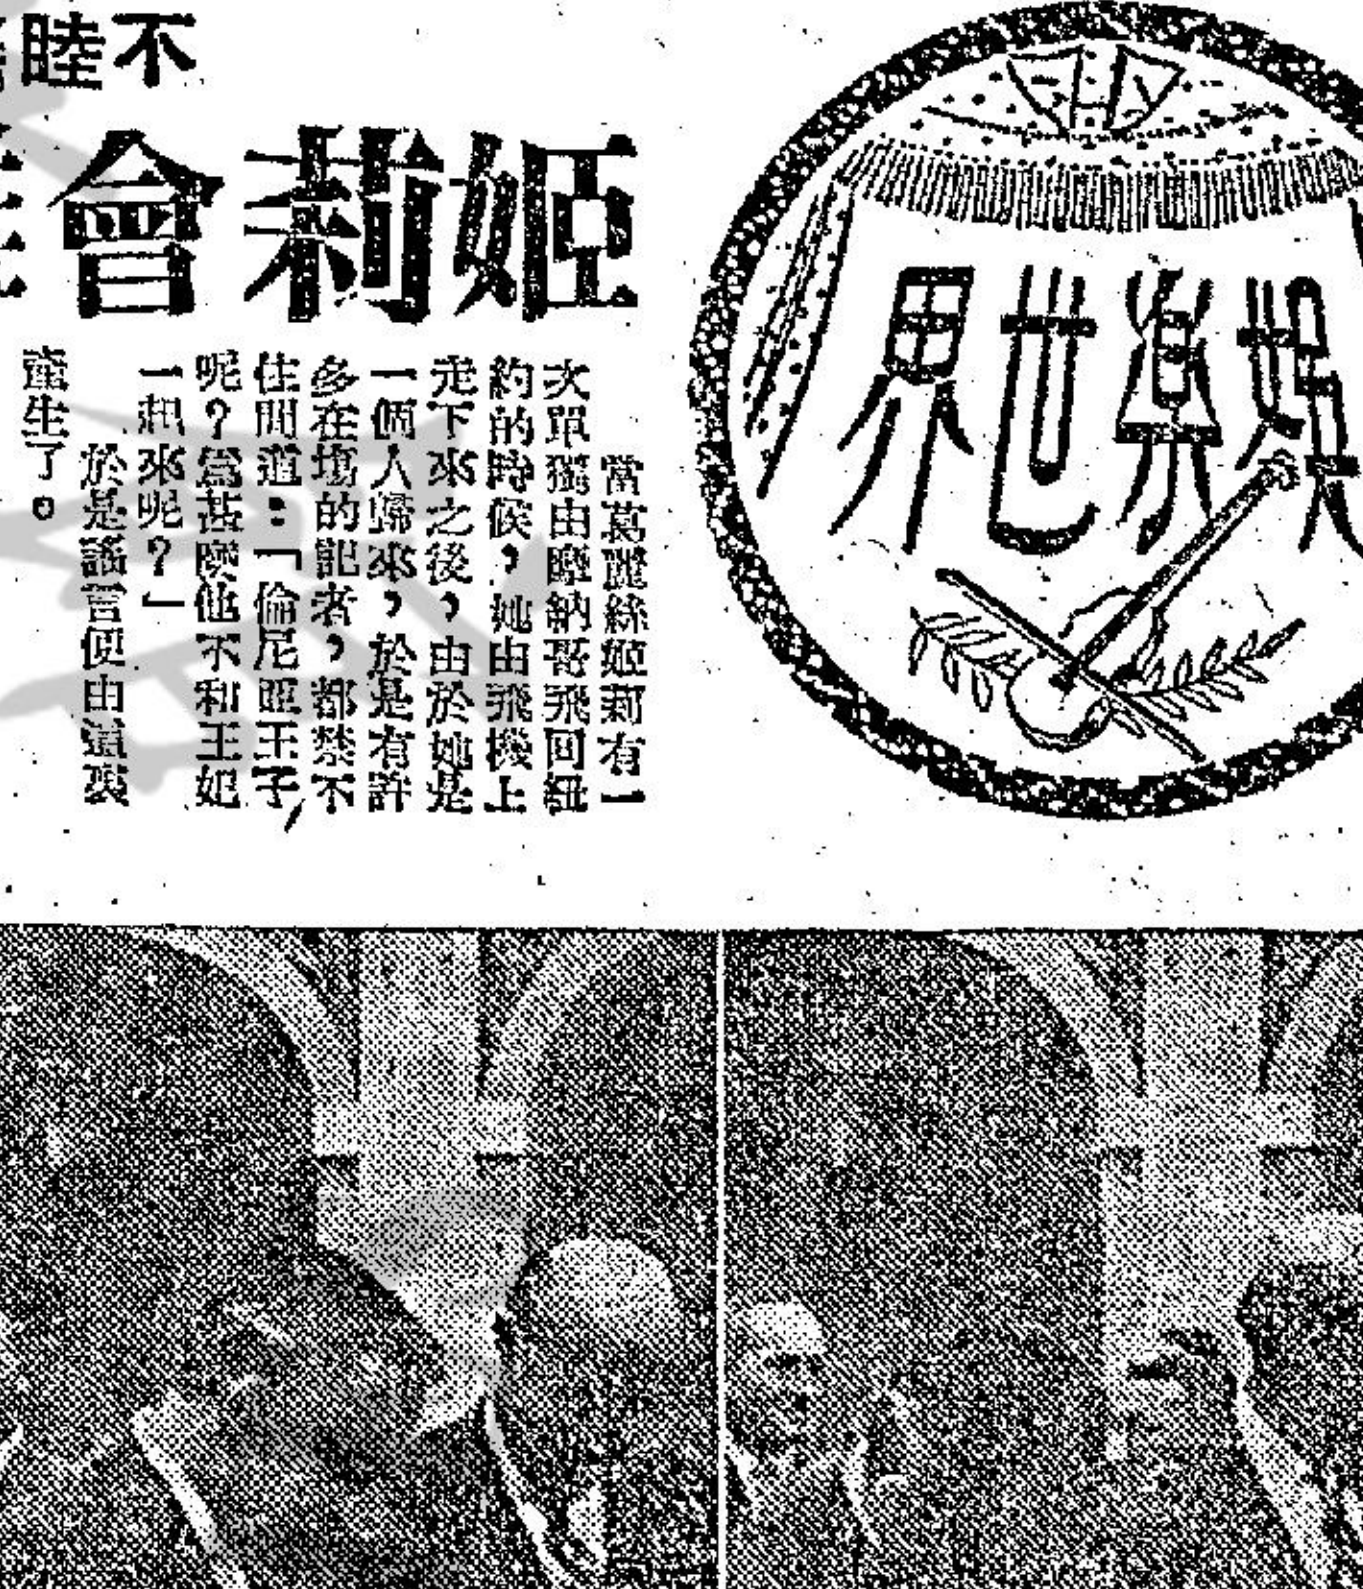 娛樂世界
不睦
姬莉會
當葛麗絲姬莉有一
次單獨由摩納哥飛回紐
約的時候，她由飛機上
走下來之後，由於她是
一個人歸來，於是有許
多在場的記者，都禁不
住問道：「倫尼亞王子
呢？為甚麼他不和王妃
一起來呢？」
於是謠言便由這裏
產生了。